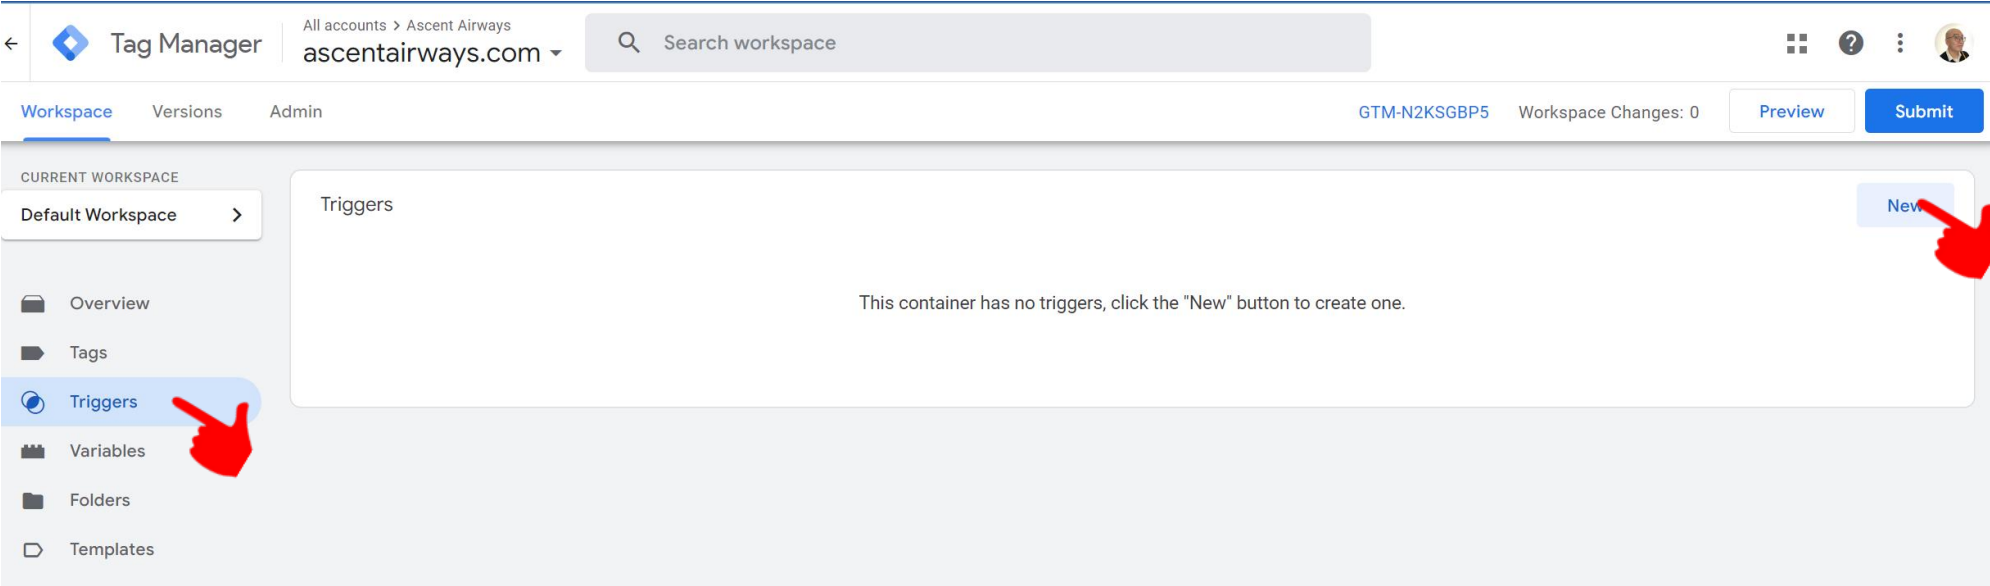 Tag Manager
All accounts > Ascent Airways
ascentairways.com
Search workspace
Workspace
Versions
Admin
GTM-N2KSGBP5
Workspace Changes: 0
Preview
Submit
CURRENT WORKSPACE
Default Workspace
Triggers
New
This container has no triggers, click the "New" button to create one.
Overview
Tags
Triggers
Variables
Folders
Templates